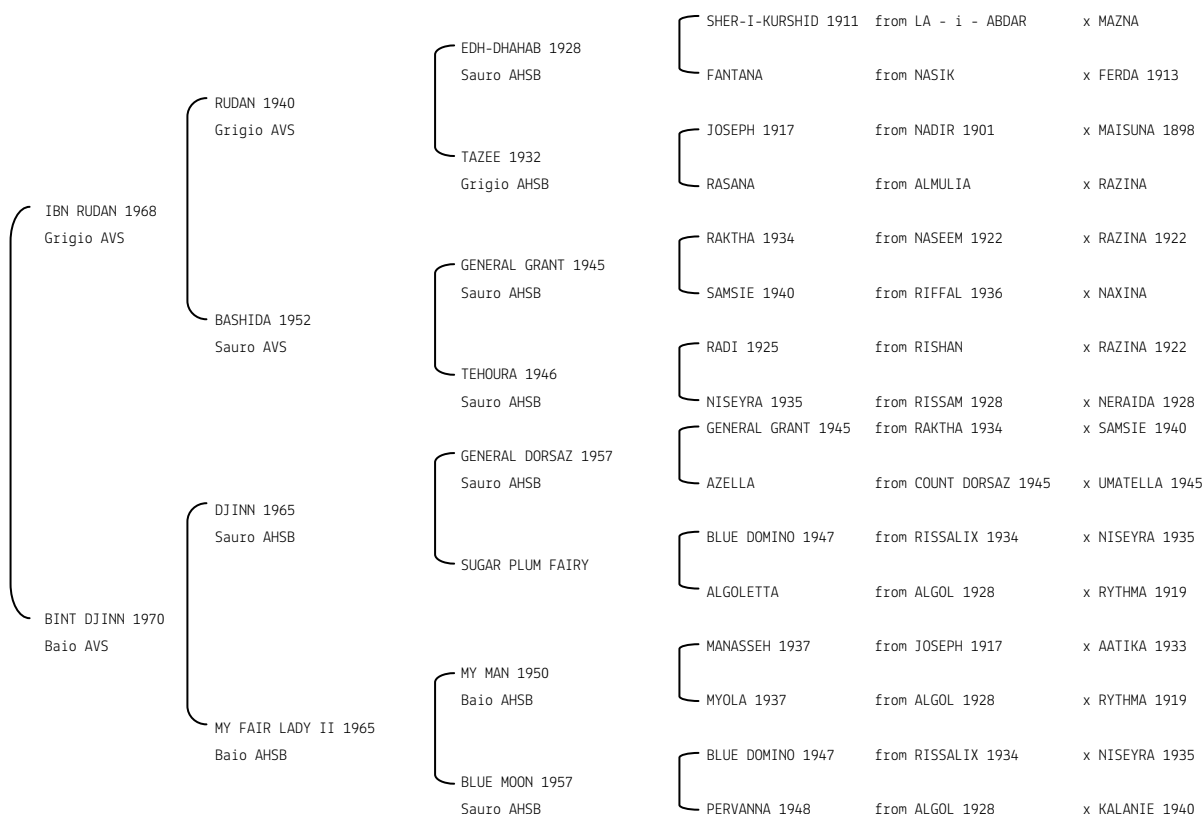 SHER-I-KURSHID 1911 from LA - i - ABDAR x MAZNA
EDH-DHAHAB 1928
Sauro AHSB
FANTANA from NASIK x FERDA 1913
RUDAN 1940
Grigio AVS
JOSEPH 1917 from NADIR 1901 x MAISUNA 1898
TAZEE 1932
Grigio AHSB
RASANA from ALMULIA x RAZINA
IBN RUDAN 1968
Grigio AVS
RAKTHA 1934 from NASEEM 1922 x RAZINA 1922
GENERAL GRANT 1945
Sauro AHSB
SAMSIE 1940 from RIFFAL 1936 x NAXINA
BASHIDA 1952
Sauro AVS
RADI 1925 from RISHAN x RAZINA 1922
TEHOURA 1946
Sauro AHSB
NISEYRA 1935 from RISSAM 1928 x NERAIDA 1928
GENERAL GRANT 1945 from RAKTHA 1934 x SAMSIE 1940
GENERAL DORSAZ 1957
Sauro AHSB
AZELLA from COUNT DORSAZ 1945 x UMATELLA 1945
DJINN 1965
Sauro AHSB
BLUE DOMINO 1947 from RISSALIX 1934 x NISEYRA 1935
SUGAR PLUM FAIRY
ALGOLETTA from ALGOL 1928 x RYTHMA 1919
BINT DJINN 1970
Baio AVS
MANASSEH 1937 from JOSEPH 1917 x AATIKA 1933
MY MAN 1950
Baio AHSB
MYOLA 1937 from ALGOL 1928 x RYTHMA 1919
MY FAIR LADY II 1965
Baio AHSB
BLUE DOMINO 1947 from RISSALIX 1934 x NISEYRA 1935
BLUE MOON 1957
Sauro AHSB
PERVANNA 1948 from ALGOL 1928 x KALANIE 1940